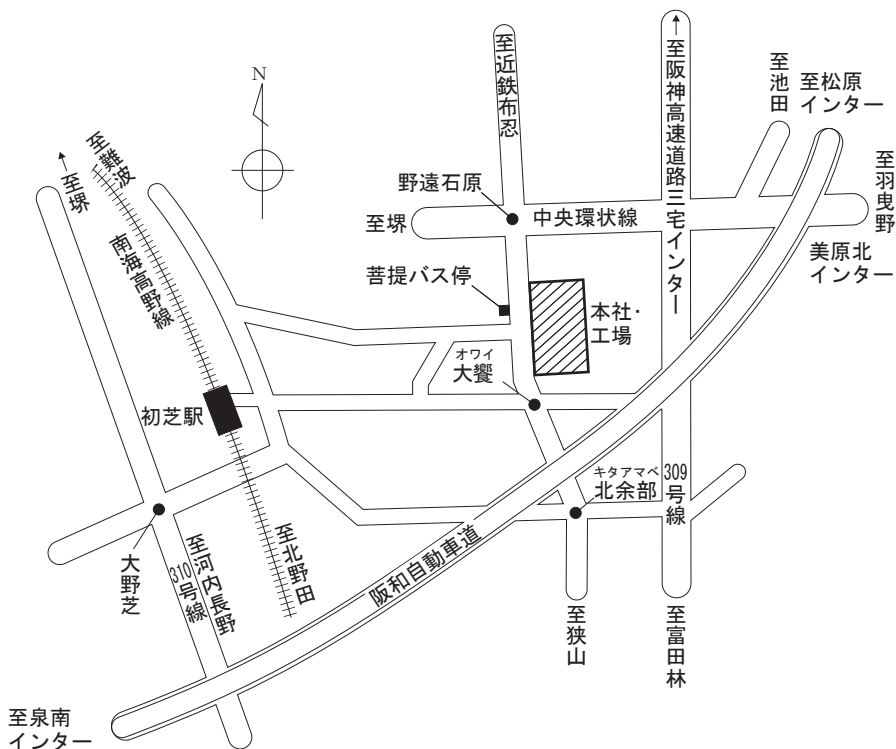 至近鉄布忍
→至阪神高速道路三宅インター
至池田
至松原
インター
N
至難波
→至堺
至羽曳野
野遠石原
至堺
中央環状線
南海高野線
美原北
インター
菩提バス停
本社・
工場
オワイ
大饗
初芝駅
キタアマベ
北余部
309号線
大野芝
310号線
至河内長野
至北野田
阪和自動車道
至狭山
至富田林
至泉南
インター